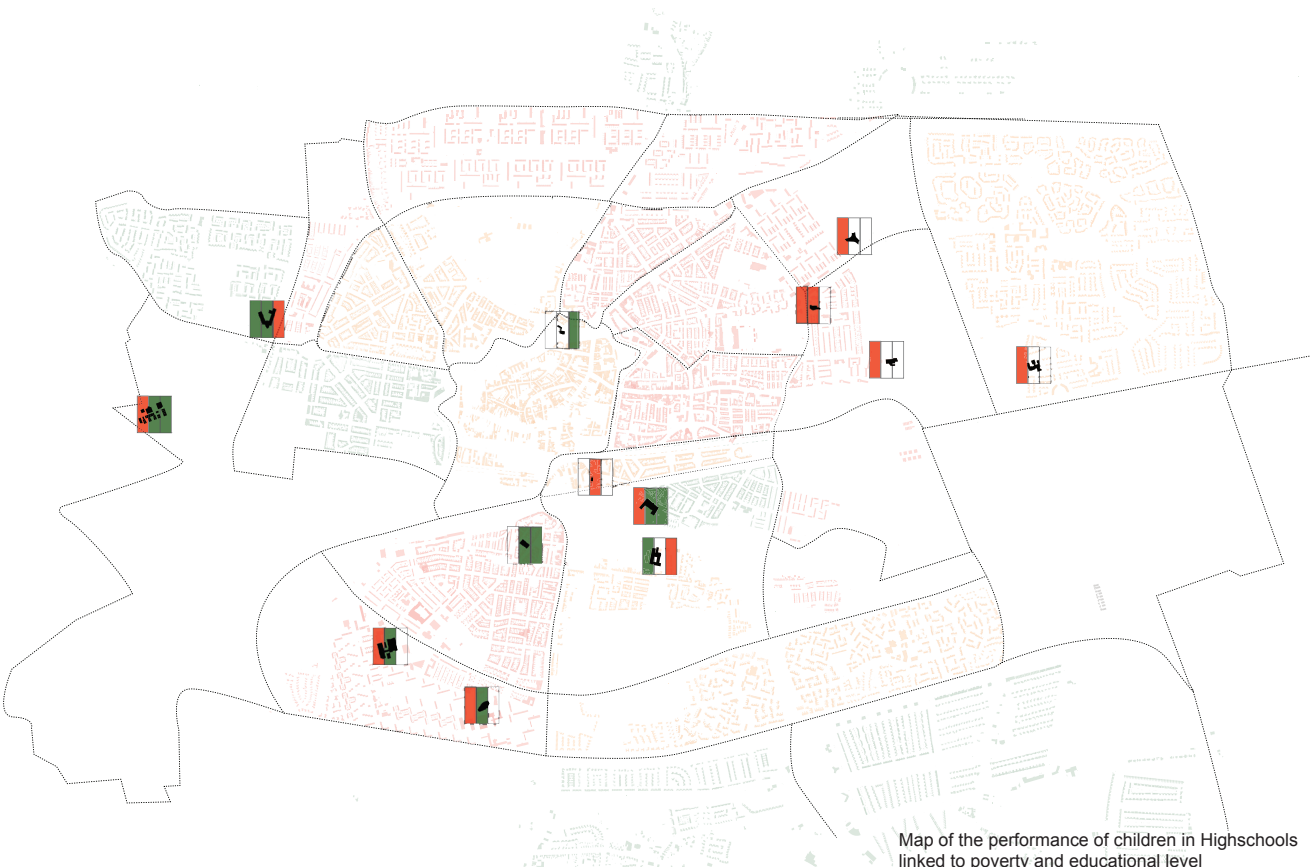 Map of the performance of children in Highschools
linked to poverty and educational level